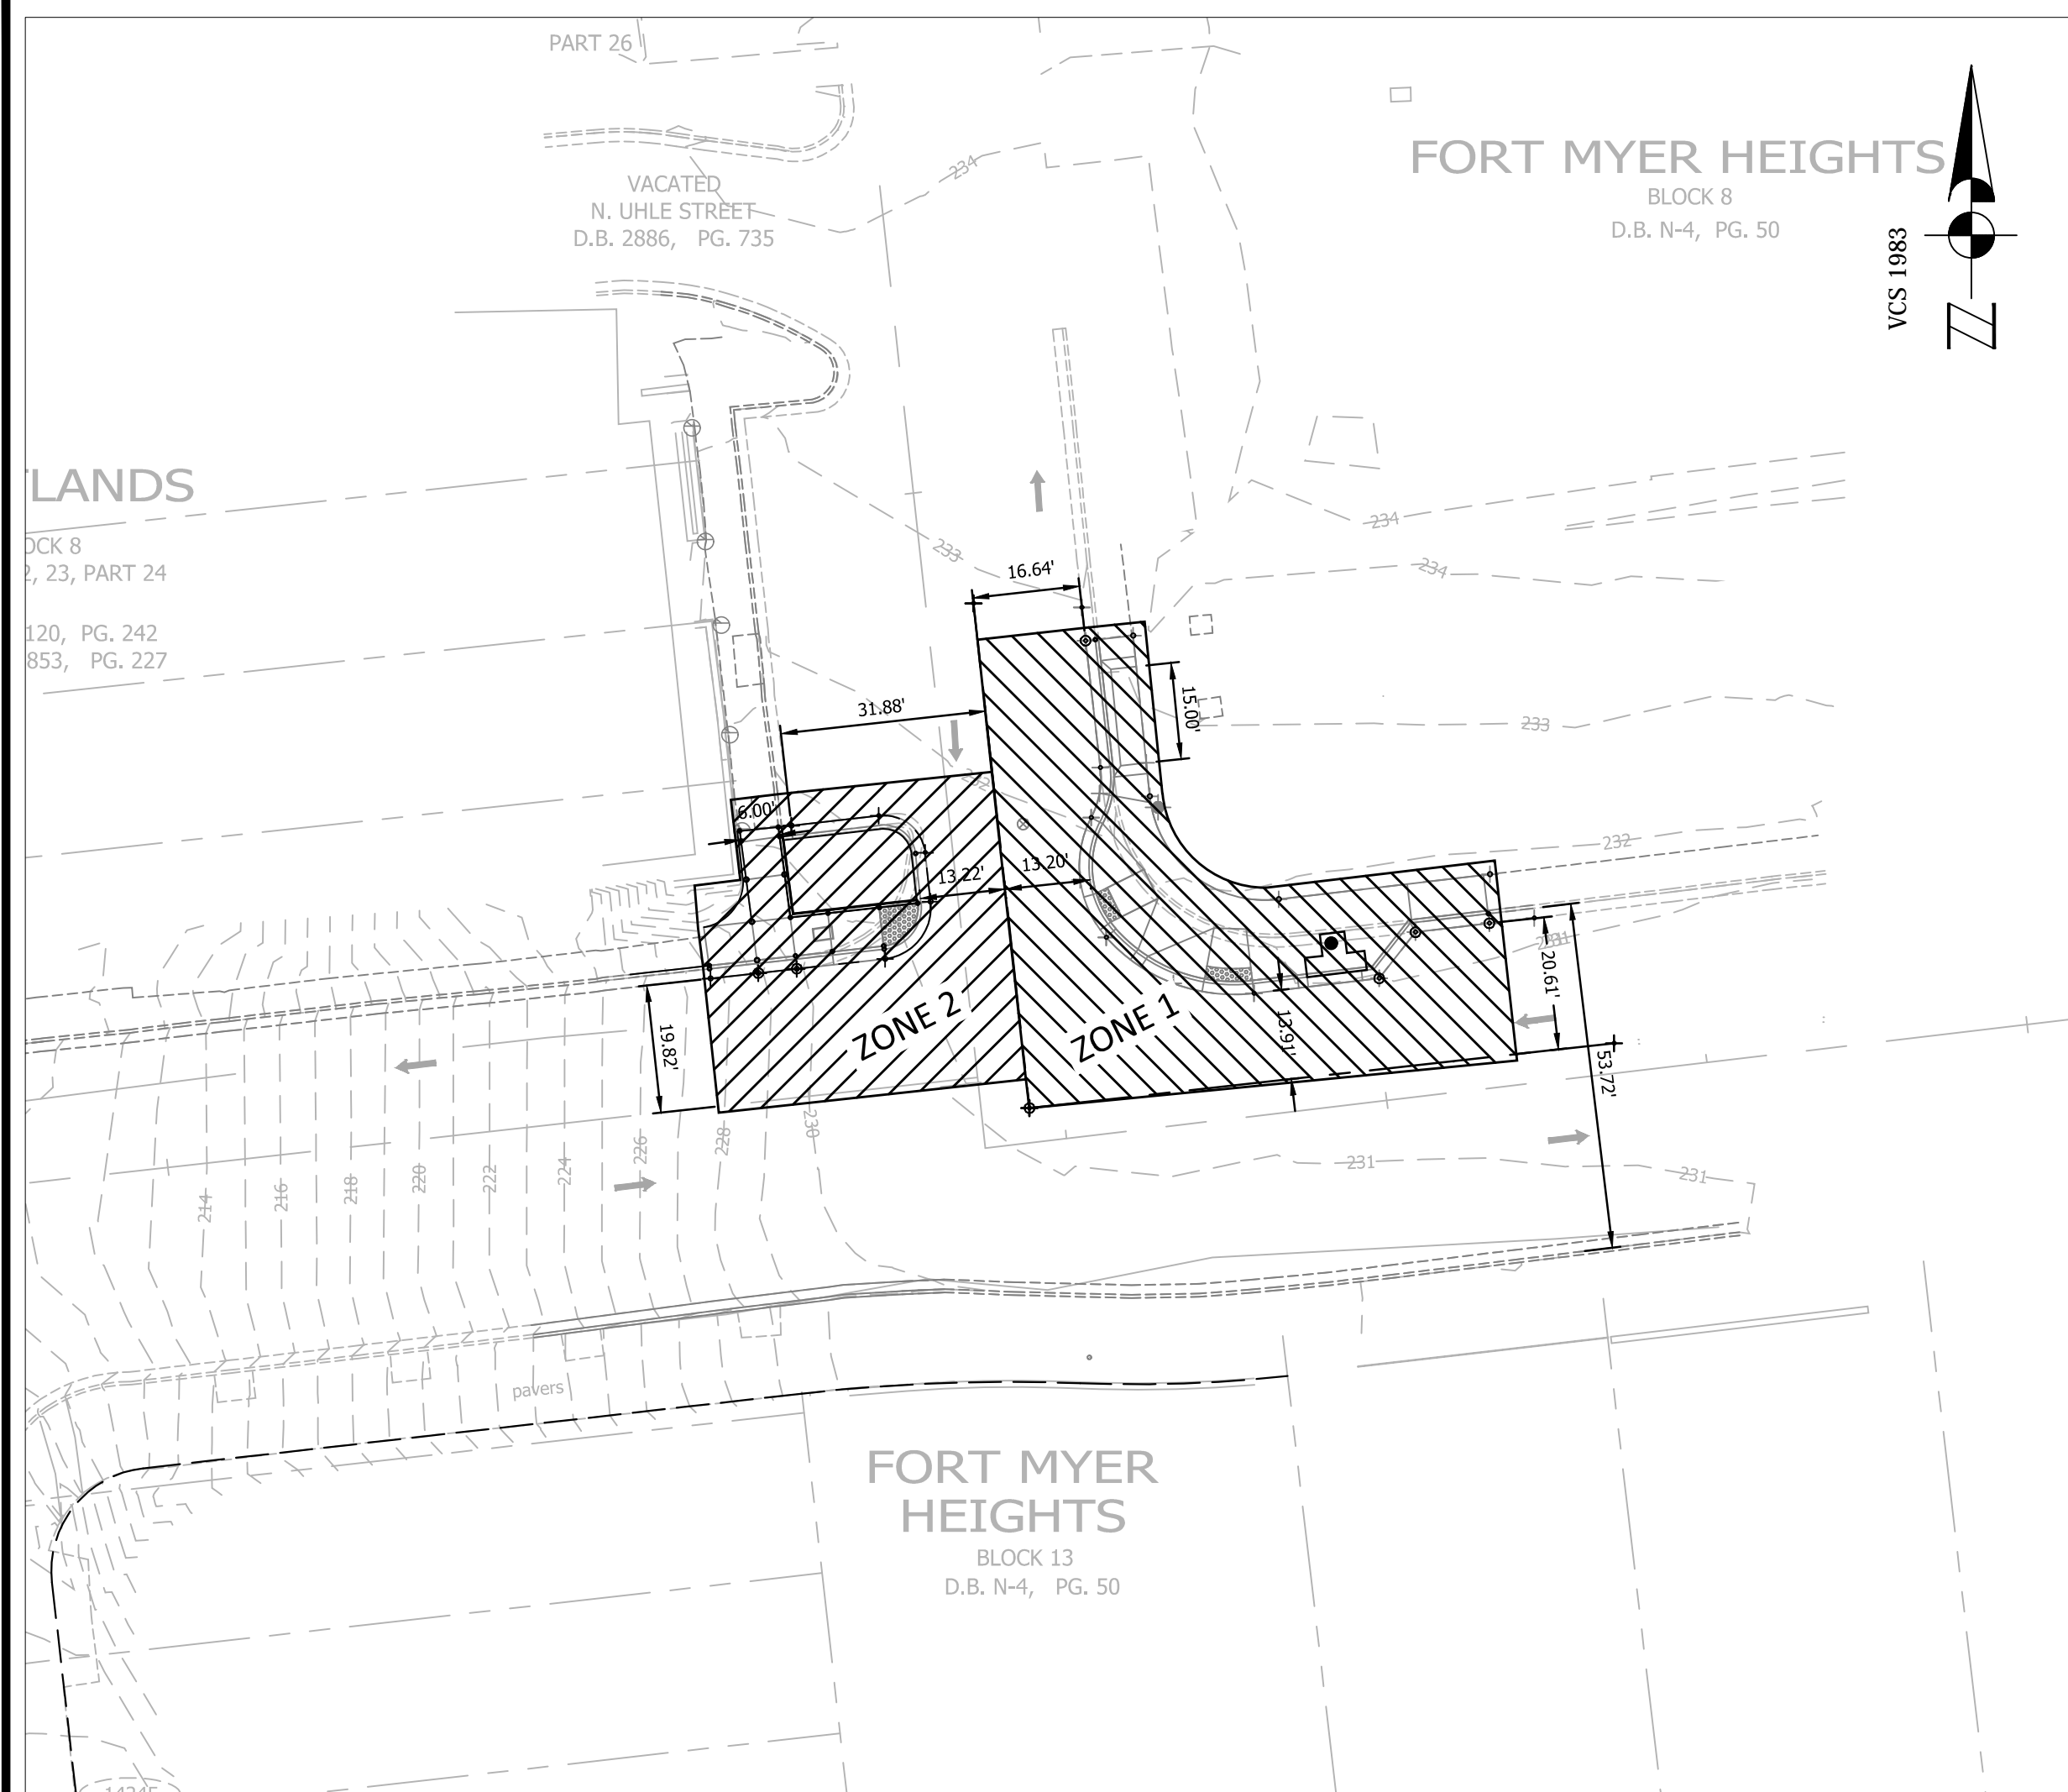 PART 26
VACATED
N. UHLE STREET
D.B. 2886, PG. 735
234
FORT MYER HEIGHTS
BLOCK 8
D.B. N-4, PG. 50
VCS 1983
N
LANDS
OCK 8
2, 23, PART 24
120, PG. 242
853, PG. 227
234
234
233
233
232
232
16.64'
15.00'
31.88'
6.00'
13.22'
13.20'
231
20.61'
53.72'
13.91'
19.82'
ZONE 2
ZONE 1
214
216
218
220
222
224
226
228
230
231
231
pavers
FORT MYER
HEIGHTS
BLOCK 13
D.B. N-4, PG. 50